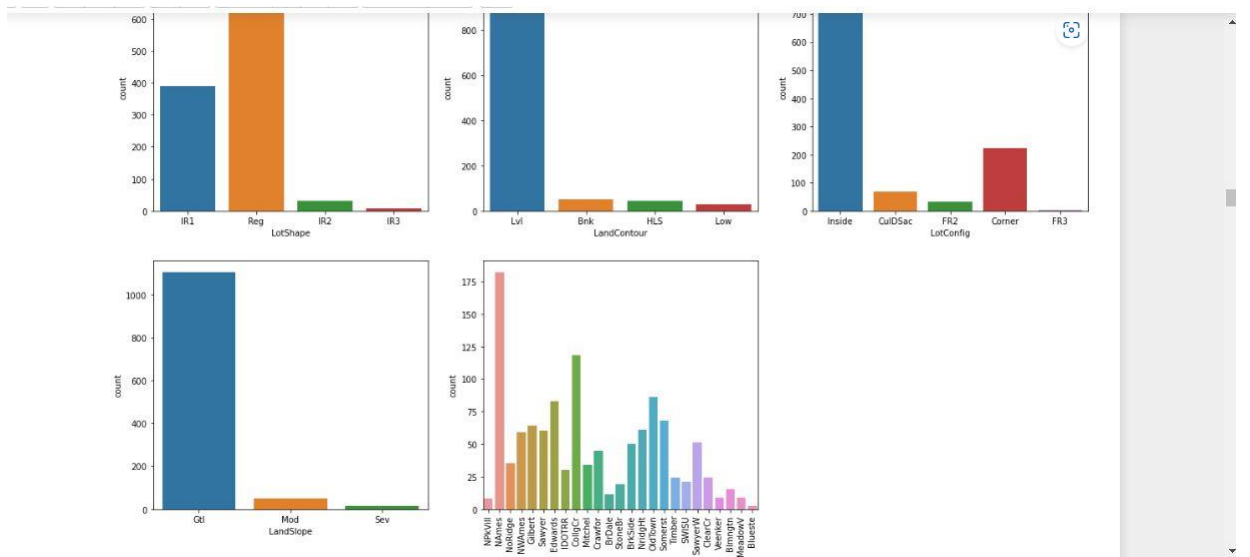 600
500
400
300
200
100
0
count
IR1 Reg IR2 IR3
LotShape
800
600
400
200
0
count
Lvl Bnk HLS Low
LandContour
700
600
500
400
300
200
100
0
count
Inside CulDSac FR2 Corner FR3
LotConfig
1000
800
600
400
200
0
count
Gtl Mod Sev
LandSlope
175
150
125
100
75
50
25
0
count
NPkVill NAmes NoRidge NWAmes Gilbert Sawyer Edwards IDOTRR CollgCr Mitchel Crawfor BrDale StoneBr BrkSide NridgHt OldTown Somerst Timber SWISU SawyerW ClearCr Veenker Blmngtn MeadowV Blueste